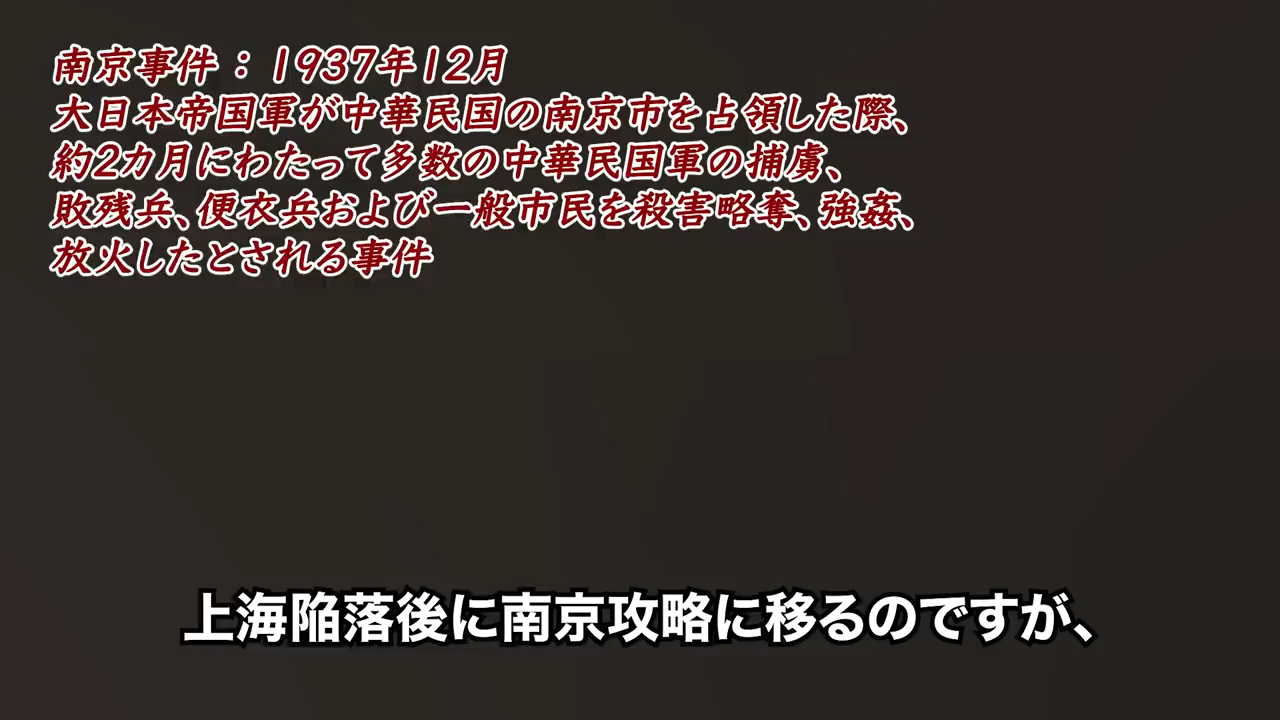 南京事件：1937年12月
大日本帝国軍が中華民国の南京市を占領した際、
約2カ月にわたって多数の中華民国軍の捕虜、
敗残兵、便衣兵および一般市民を殺害略奪、強姦、
放火したとされる事件
上海陥落後に南京攻略に移るのですが、